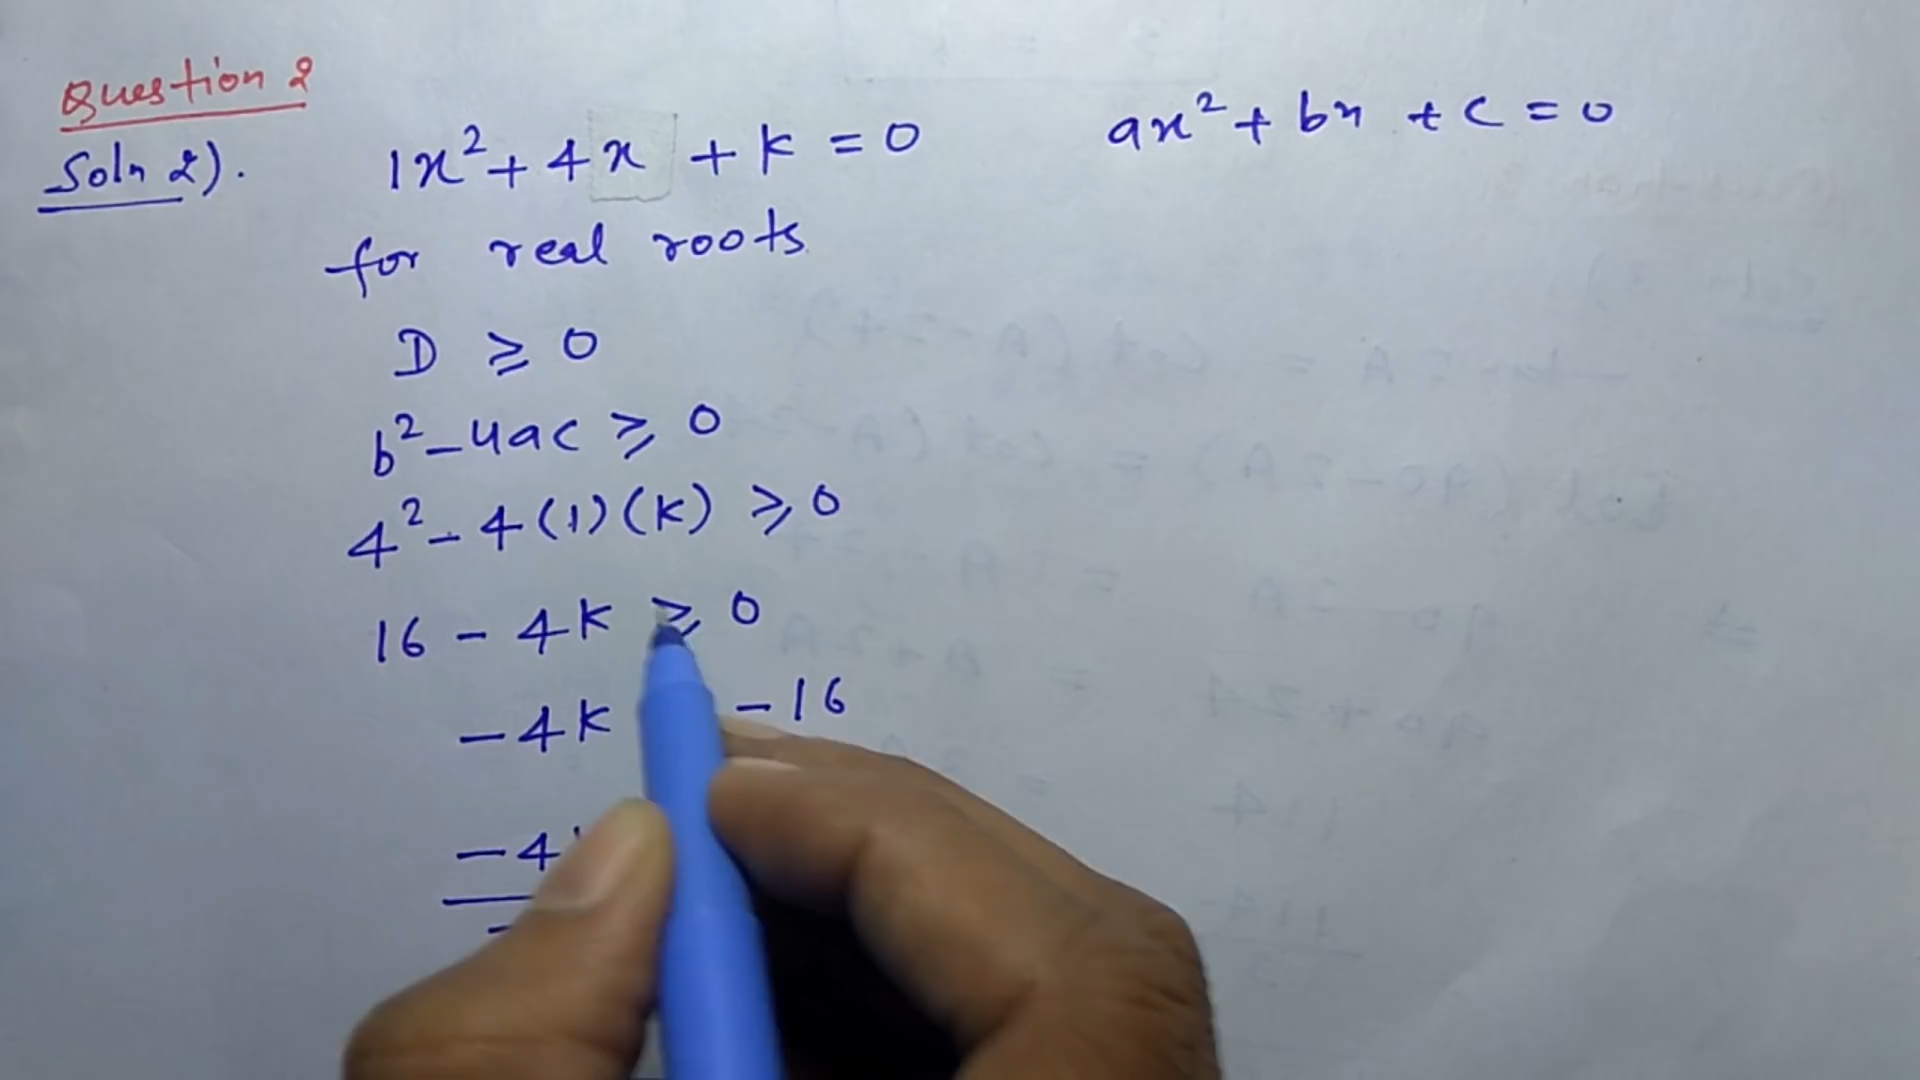 Question 2
Soln 2).
1x² + 4x + k = 0
ax² + bx + c = 0
for real roots
D ⩾ 0
b² - 4ac ⩾ 0
4² - 4(1)(k) ⩾ 0
16 - 4k ⩾ 0
-4k -16
-4